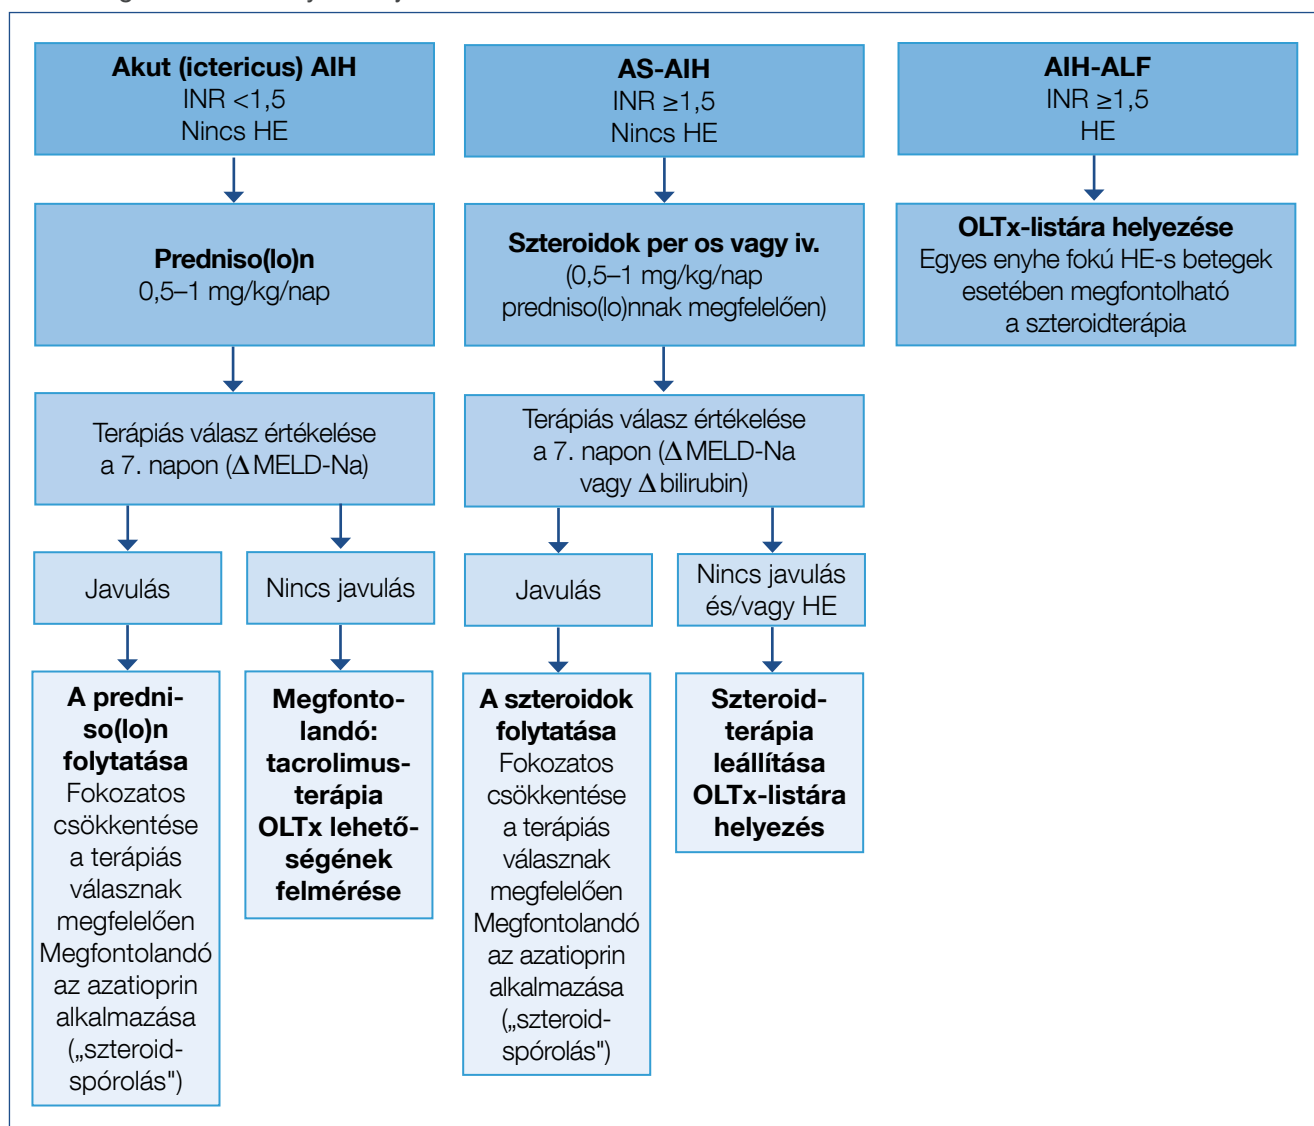 Akut (ictericus) AIH
INR <1,5
Nincs HE
Predniso(lo)n
0,5–1 mg/kg/nap
Terápiás válasz értékelése
a 7. napon (Δ MELD-Na)
Javulás
Nincs javulás
A predni-
so(lo)n
folytatása
Fokozatos
csökkentése
a terápiás
válasznak
megfelelően
Megfontolandó
az azatioprin
alkalmazása
(„szteroid-
spórolás")
Megfonto-
landó:
tacrolimus-
terápia
OLTx lehető-
ségének
felmérése
AS-AIH
INR ≥1,5
Nincs HE
Szteroidok per os vagy iv.
(0,5–1 mg/kg/nap
predniso(lo)nnak megfelelően)
Terápiás válasz értékelése
a 7. napon (Δ MELD-Na
vagy Δ bilirubin)
Javulás
Nincs javulás
és/vagy HE
A szteroidok
folytatása
Fokozatos
csökkentése
a terápiás
válasznak
megfelelően
Megfontolandó
az azatioprin
alkalmazása
(„szteroid-
spórolás")
Szteroid-
terápia
leállítása
OLTx-listára
helyezés
AIH-ALF
INR ≥1,5
HE
OLTx-listára helyezése
Egyes enyhe fokú HE-s betegek
esetében megfontolható
a szteroidterápia